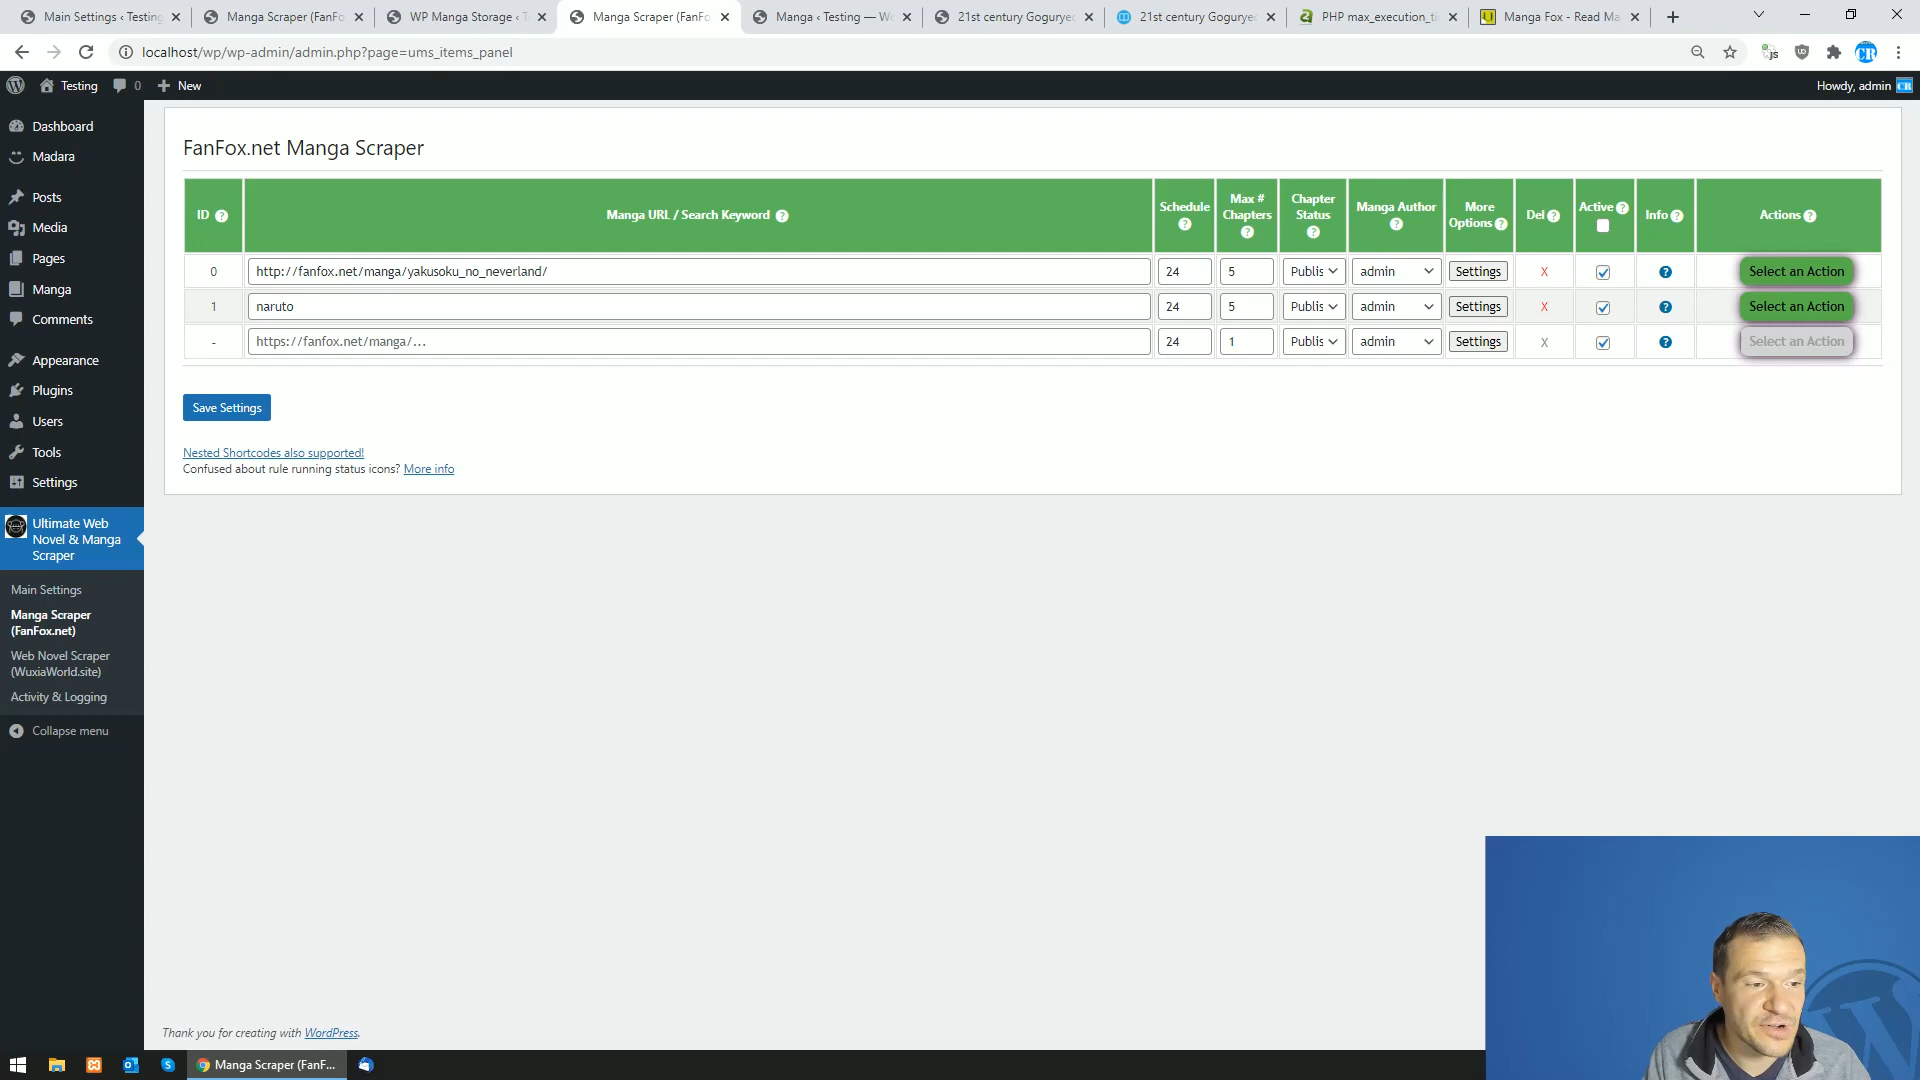 Main Settings ‹ Testing
Manga Scraper (FanFo
WP Manga Storage ‹ T
Manga Scraper (FanFo
Manga ‹ Testing — Wo
21st century Goguryeo
21st century Goguryeo
PHP max_execution_ti
Manga Fox - Read Ma
localhost/wp/wp-admin/admin.php?page=ums_items_panel
Testing
0
New
Howdy, admin
Dashboard
Madara
Posts
Media
Pages
Manga
Comments
Appearance
Plugins
Users
Tools
Settings
Ultimate Web
Novel & Manga
Scraper
Main Settings
Manga Scraper
(FanFox.net)
Web Novel Scraper
(WuxiaWorld.site)
Activity & Logging
Collapse menu
FanFox.net Manga Scraper
ID ?
Manga URL / Search Keyword ?
Schedule ?
Max # Chapters ?
Chapter Status ?
Manga Author ?
More Options ?
Del ?
Active ?
Info ?
Actions ?
0 http://fanfox.net/manga/yakusoku_no_neverland/ 24 5 Publis admin Settings X ? Select an Action
1 naruto 24 5 Publis admin Settings X ? Select an Action
- https://fanfox.net/manga/... 24 1 Publis admin Settings X ? Select an Action
Save Settings
Nested Shortcodes also supported!
Confused about rule running status icons? More info
Thank you for creating with WordPress.
Manga Scraper (FanF...